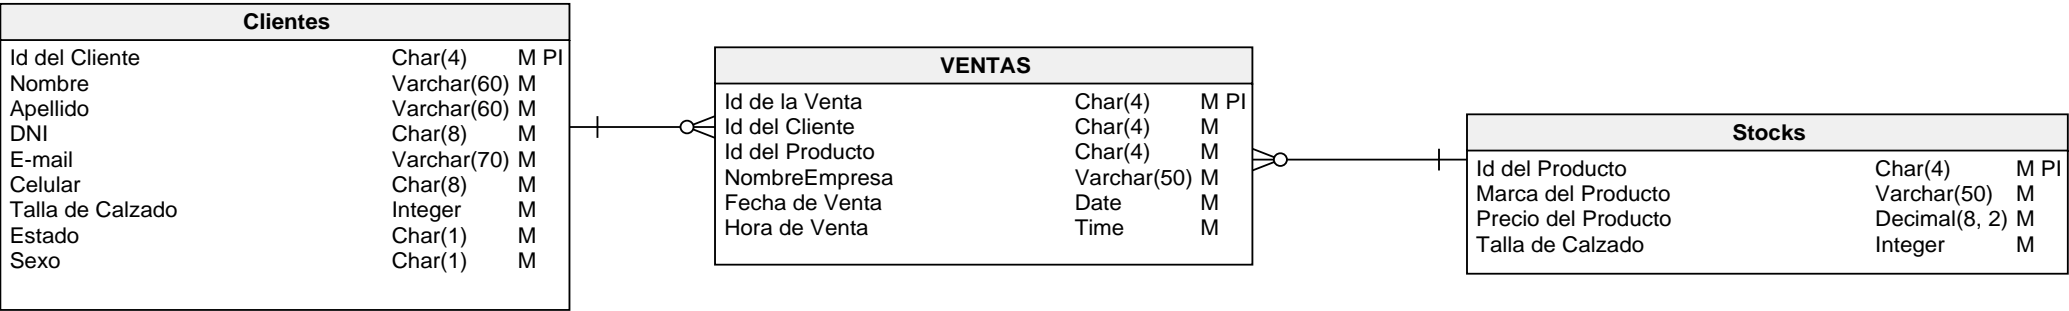 Clientes
Id del Cliente Char(4) M PI
Nombre Varchar(60) M
Apellido Varchar(60) M
DNI Char(8) M
E-mail Varchar(70) M
Celular Char(8) M
Talla de Calzado Integer M
Estado Char(1) M
Sexo Char(1) M
VENTAS
Id de la Venta Char(4) M PI
Id del Cliente Char(4) M
Id del Producto Char(4) M
NombreEmpresa Varchar(50) M
Fecha de Venta Date M
Hora de Venta Time M
Stocks
Id del Producto Char(4) M PI
Marca del Producto Varchar(50) M
Precio del Producto Decimal(8, 2) M
Talla de Calzado Integer M